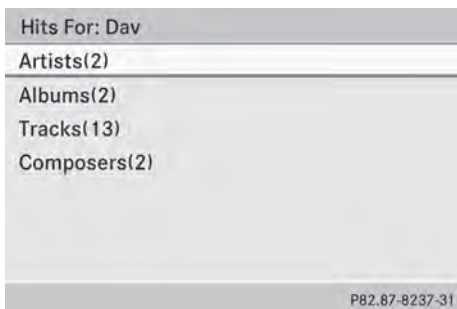 Hits For: Dav
Artists(2)
Albums(2)
Tracks(13)
Composers(2)
P82.87-8237-31